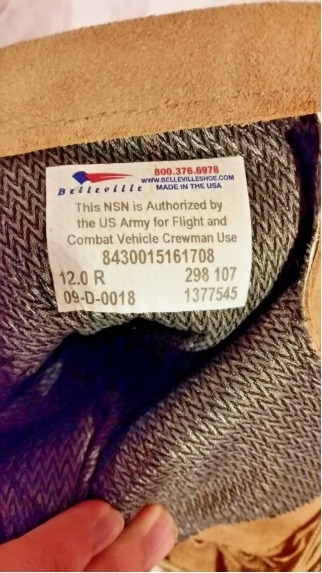 Belleville
800.376.6978
WWW.BELLEVILLESHOE.COM
MADE IN THE USA
This NSN is Authorized by
the US Army for Flight and
Combat Vehicle Crewman Use
8430015161708
12.0 R 298 107
09-D-0018 1377545